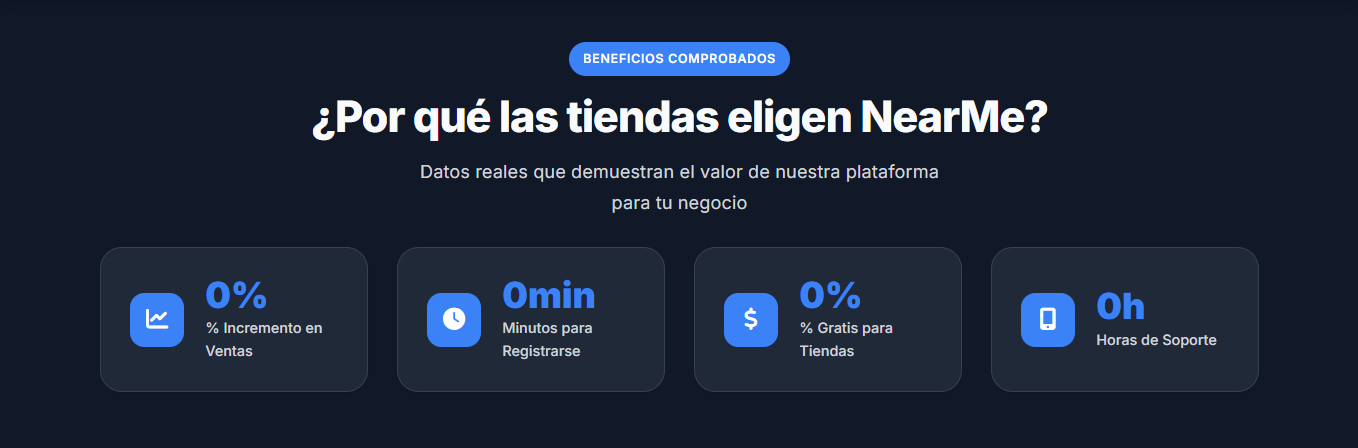 BENEFICIOS COMPROBADOS
¿Por qué las tiendas eligen NearMe?
Datos reales que demuestran el valor de nuestra plataforma
para tu negocio
0%
% Incremento en
Ventas
0min
Minutos para
Registrarse
0%
% Gratis para
Tiendas
0h
Horas de Soporte